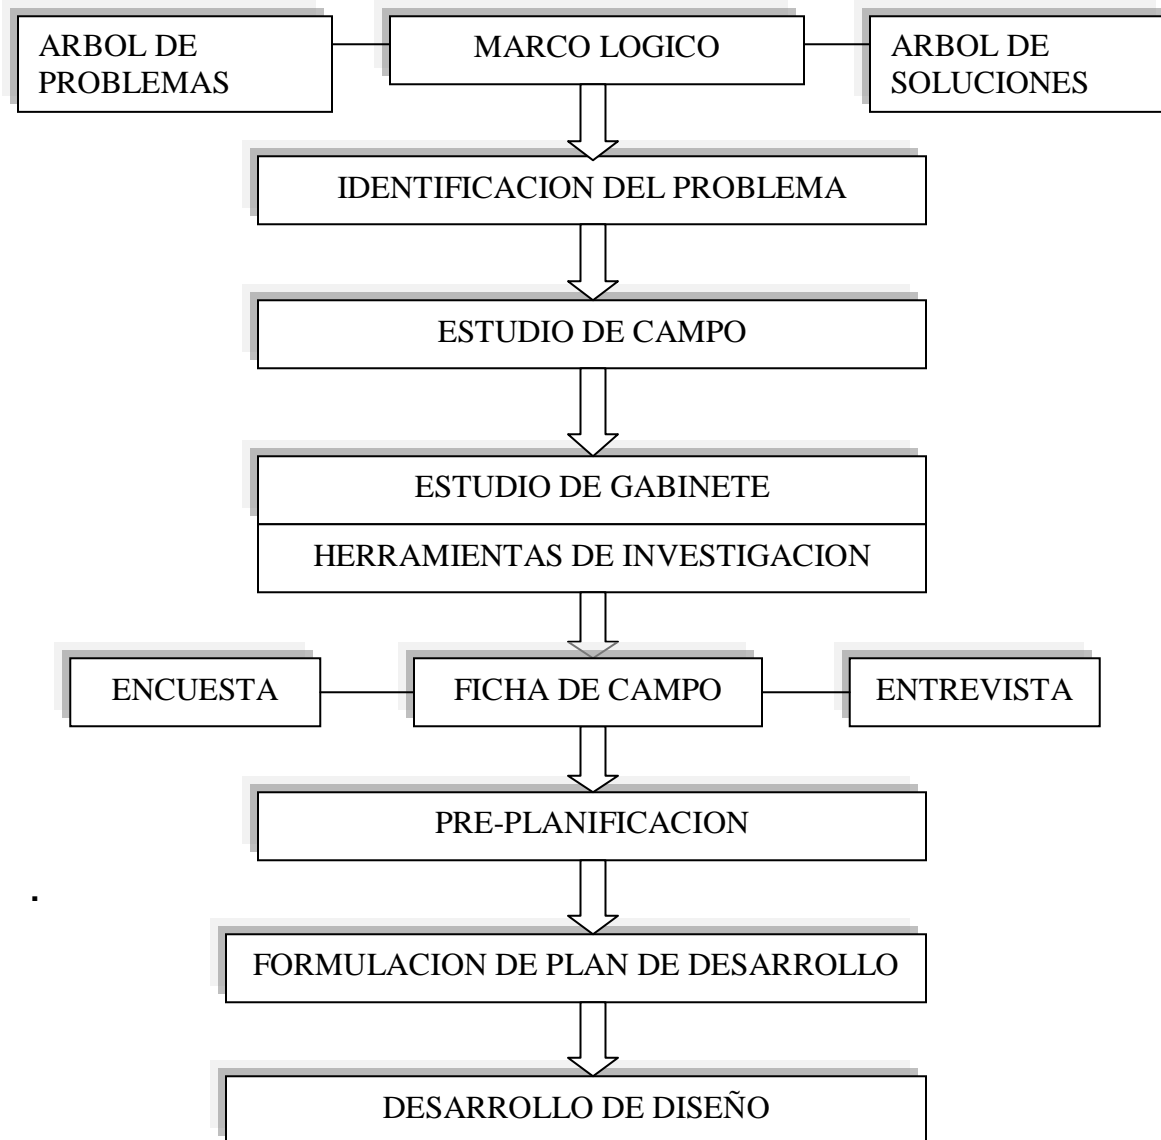 ARBOL DE
PROBLEMAS
MARCO LOGICO
ARBOL DE
SOLUCIONES
IDENTIFICACION DEL PROBLEMA
ESTUDIO DE CAMPO
ESTUDIO DE GABINETE
HERRAMIENTAS DE INVESTIGACION
ENCUESTA
FICHA DE CAMPO
ENTREVISTA
PRE-PLANIFICACION
.
FORMULACION DE PLAN DE DESARROLLO
DESARROLLO DE DISEÑO